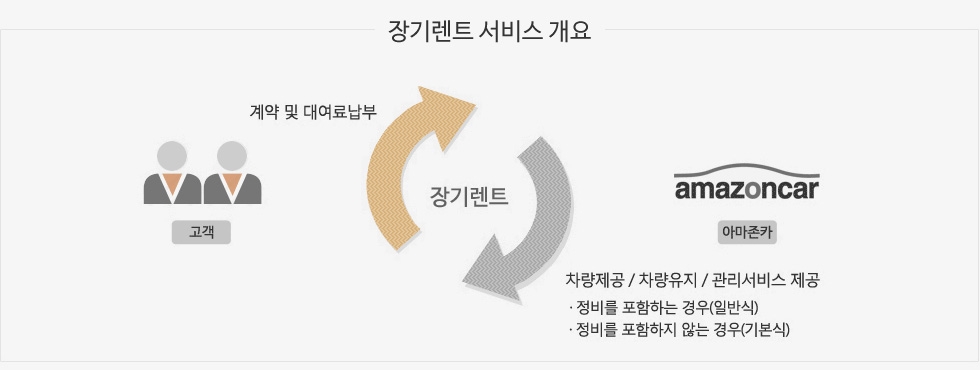 장기렌트 서비스 개요
계약 및 대여료납부
장기렌트
amazoncar
고객
아마존카
차량제공 / 차량유지 / 관리서비스 제공
· 정비를 포함하는 경우(일반식)
· 정비를 포함하지 않는 경우(기본식)